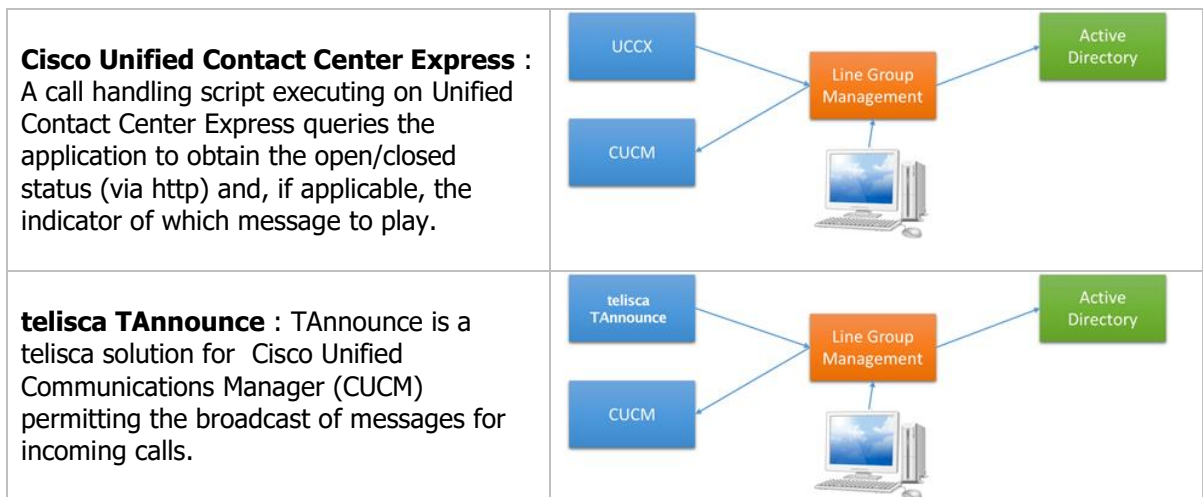 Cisco Unified Contact Center Express :
A call handling script executing on Unified
Contact Center Express queries the
application to obtain the open/closed
status (via http) and, if applicable, the
indicator of which message to play.
UCCX
Active
Directory
Line Group
Management
CUCM
telisca TAnnounce : TAnnounce is a
telisca solution for  Cisco Unified
Communications Manager (CUCM)
permitting the broadcast of messages for
incoming calls.
telisca
TAnnounce
Active
Directory
Line Group
Management
CUCM